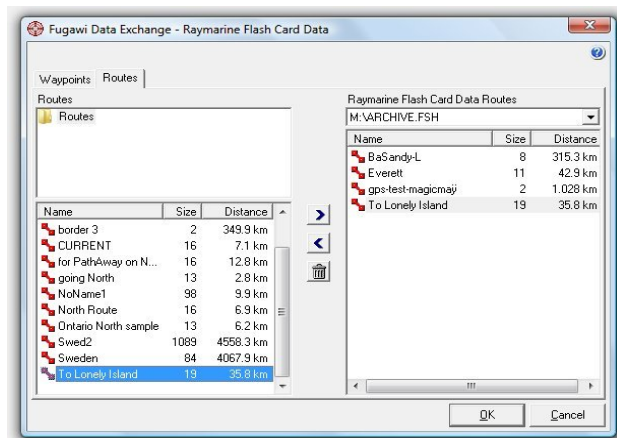 Fugawi Data Exchange - Raymarine Flash Card Data
Waypoints Routes
Routes
Routes
Name Size Distance
border 3 2 349.9 km
CURRENT 16 7.1 km
for PathAway on N... 16 12.8 km
going North 13 2.8 km
NoName1 98 9.9 km
North Route 16 6.9 km
Ontario North sample 13 6.2 km
Swed2 1089 4558.3 km
Sweden 84 4067.9 km
To Lonely Island 19 35.8 km
Raymarine Flash Card Data Routes
M:\ARCHIVE.FSH
Name Size Distance
BaSandy-L 8 315.3 km
Everett 11 42.9 km
gps-test-magicmaÿ 2 1.028 km
To Lonely Island 19 35.8 km
OK Cancel